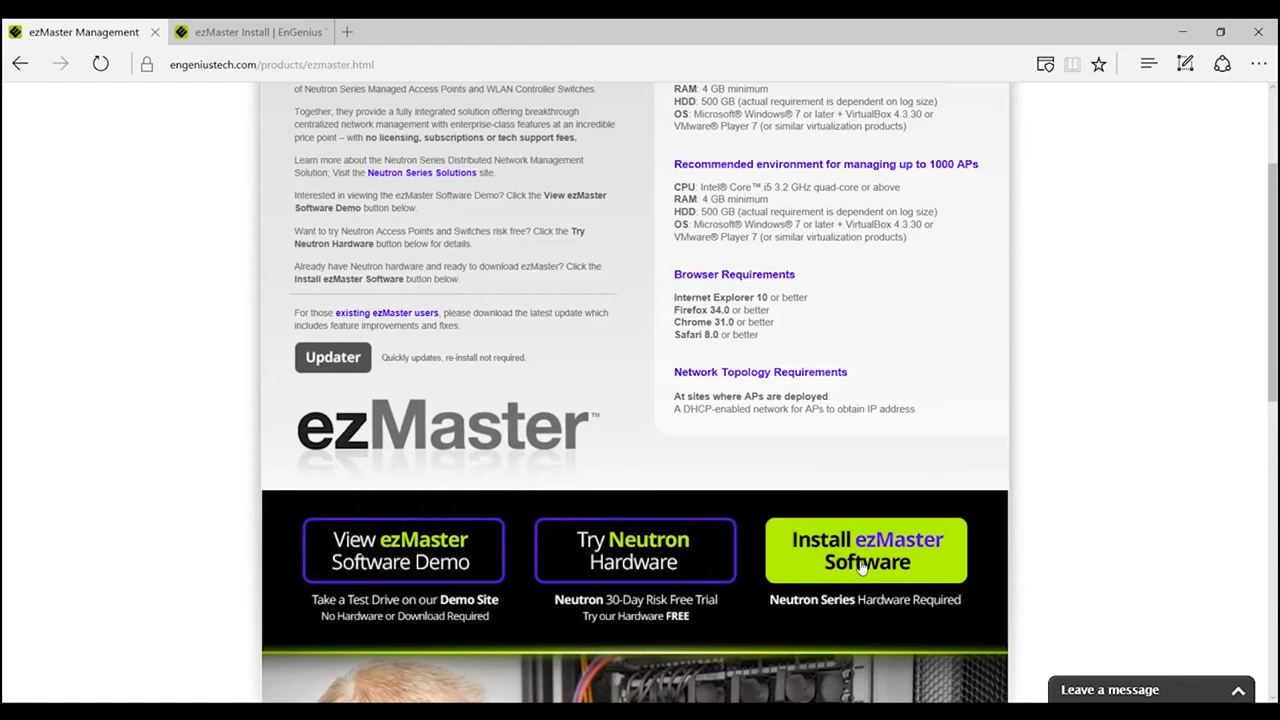 ezMaster Management
ezMaster Install | EnGenius
engeniustech.com/products/ezmaster.html
of Neutron Series Managed Access Points and WLAN Controller Switches.
Together, they provide a fully integrated solution offering breakthrough
centralized network management with enterprise-class features at an incredible
price point – with no licensing, subscriptions or tech support fees.
Learn more about the Neutron Series Distributed Network Management
Solution; Visit the Neutron Series Solutions site.
Interested in viewing the ezMaster Software Demo? Click the View ezMaster
Software Demo button below.
Want to try Neutron Access Points and Switches risk free? Click the Try
Neutron Hardware button below for details.
Already have Neutron hardware and ready to download ezMaster? Click the
Install ezMaster Software button below.
For those existing ezMaster users, please download the latest update which
includes feature improvements and fixes.
Updater
Quickly updates, re-install not required.
ezMaster™
RAM: 4 GB minimum
HDD: 500 GB (actual requirement is dependent on log size)
OS: Microsoft® Windows® 7 or later + VirtualBox 4.3.30 or
VMware® Player 7 (or similar virtualization products)
Recommended environment for managing up to 1000 APs
CPU: Intel® Core™ i5 3.2 GHz quad-core or above
RAM: 4 GB minimum
HDD: 500 GB (actual requirement is dependent on log size)
OS: Microsoft® Windows® 7 or later + VirtualBox 4.3.30 or
VMware® Player 7 (or similar virtualization products)
Browser Requirements
Internet Explorer 10 or better
Firefox 34.0 or better
Chrome 31.0 or better
Safari 8.0 or better
Network Topology Requirements
At sites where APs are deployed:
A DHCP-enabled network for APs to obtain IP address
View ezMaster
Software Demo
Take a Test Drive on our Demo Site
No Hardware or Download Required
Try Neutron
Hardware
Neutron 30-Day Risk Free Trial
Try our Hardware FREE
Install ezMaster
Software
Neutron Series Hardware Required
Leave a message